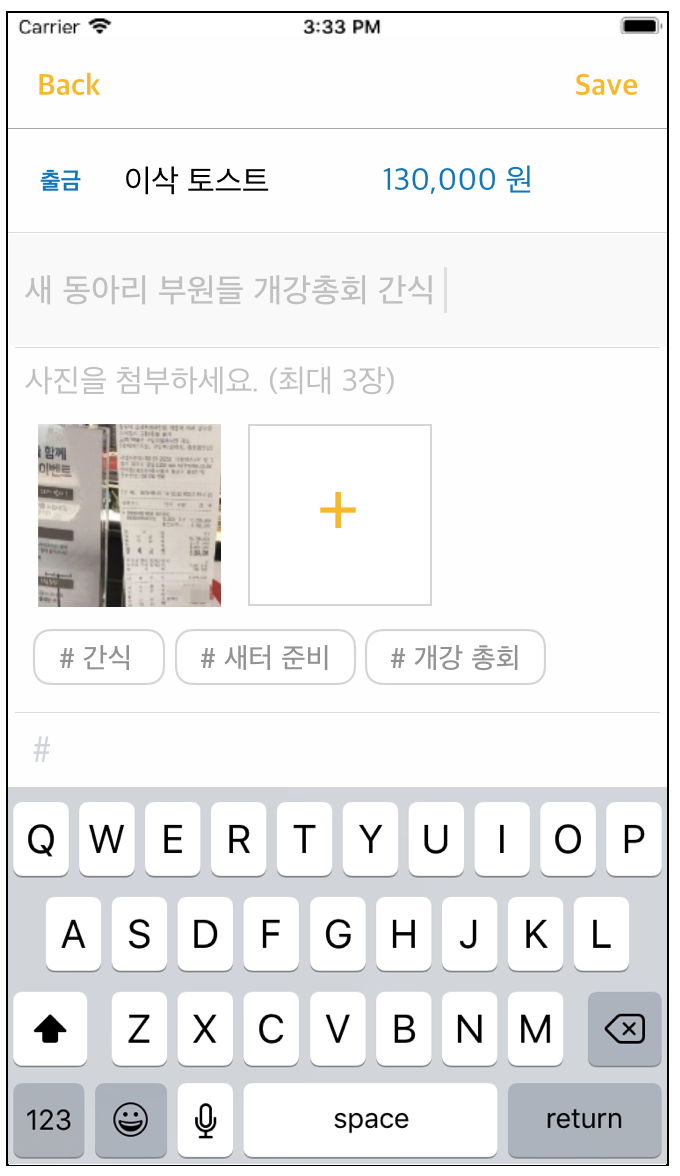 Carrier 3:33 PM
Back Save
출금 이삭 토스트 130,000 원
새 동아리 부원들 개강총회 간식
사진을 첨부하세요. (최대 3장)
함께
이벤트
+
# 간식 # 새터 준비 # 개강 총회
#
Q W E R T Y U I O P
A S D F G H J K L
Z X C V B N M
123 space return